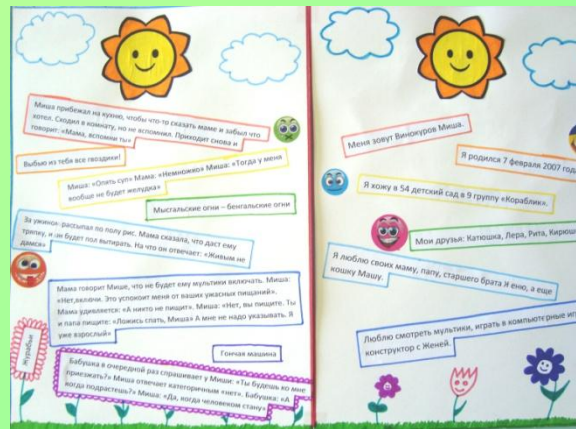 Миша прибежал на кухню, чтобы что-то сказать маме и забыл что
хотел. Сходил в комнату, но не вспомнил. Приходит снова и
говорит: «Мама, вспомни ты»
Выбью из тебя все гвоздики!
Миша: «Опять суп» Мама: «Немножко» Миша: «Тогда у меня
вообще не будет желудка»
Мысгальские огни – бенгальские огни
За ужином рассыпал по полу рис. Мама сказала, что даст ему
тряпку, и он будет пол вытирать. На что он отвечает: «Живым не
дамся»
Мама говорит Мише, что не будет ему мультики включать. Миша:
«Нет,включи. Это успокоит меня от ваших ужасных пищаний».
Мама удивляется: «А никто не пищит». Миша: «Нет, вы пищите. Ты
и папа пищите: «Ложись спать, Миша» А мне не надо указывать. Я
уже взрослый»
Гончая машина
Журабыи
Бабушка в очередной раз спрашивает у Миши: «Ты будешь ко мне
приезжать?» Миша отвечает категоричным «нет». Бабушка: «А
когда подрастешь?» Миша: «Да, когда человеком стану»
Меня зовут Винокуров Миша.
Я родился 7 февраля 2007 года
Я хожу в 54 детский сад в 9 группу «Кораблик».
Мои друзья: Катюшка, Лера, Рита, Кирюш
Я люблю своих маму, папу, старшего брата Женю, а еще
кошку Машу.
Люблю смотреть мультики, играть в компьютерные иг
конструктор с Женей.